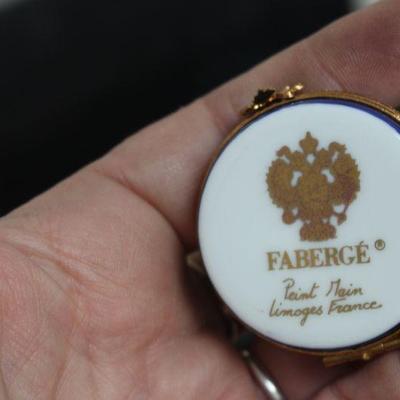 FABERGÉ ®
Peint Main
Limoges France